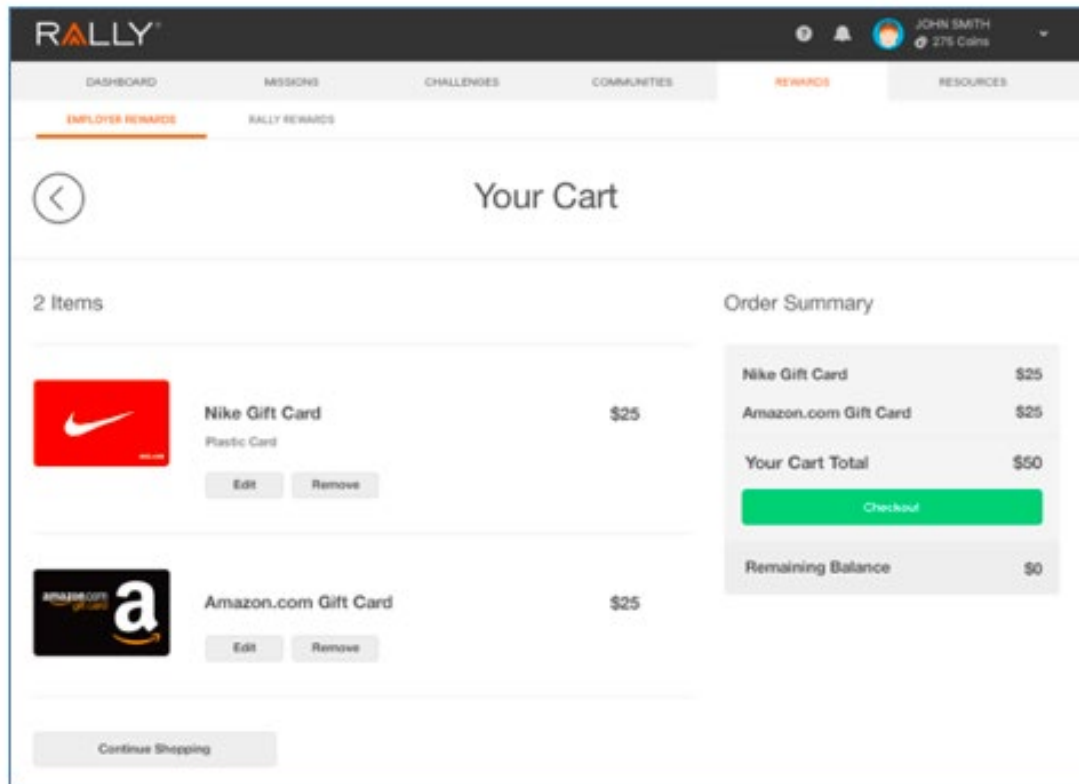 RALLY
JOHN SMITH
275 Coins
DASHBOARD MISSIONS CHALLENGES COMMUNITIES REWARDS RESOURCES
EMPLOYER REWARDS RALLY REWARDS
Your Cart
2 Items
Order Summary
Nike Gift Card $25
Plastic Card
Edit Remove
amazon.com
gift card
a
Amazon.com Gift Card $25
Edit Remove
Continue Shopping
Nike Gift Card $25
Amazon.com Gift Card $25
Your Cart Total $50
Checkout
Remaining Balance $0